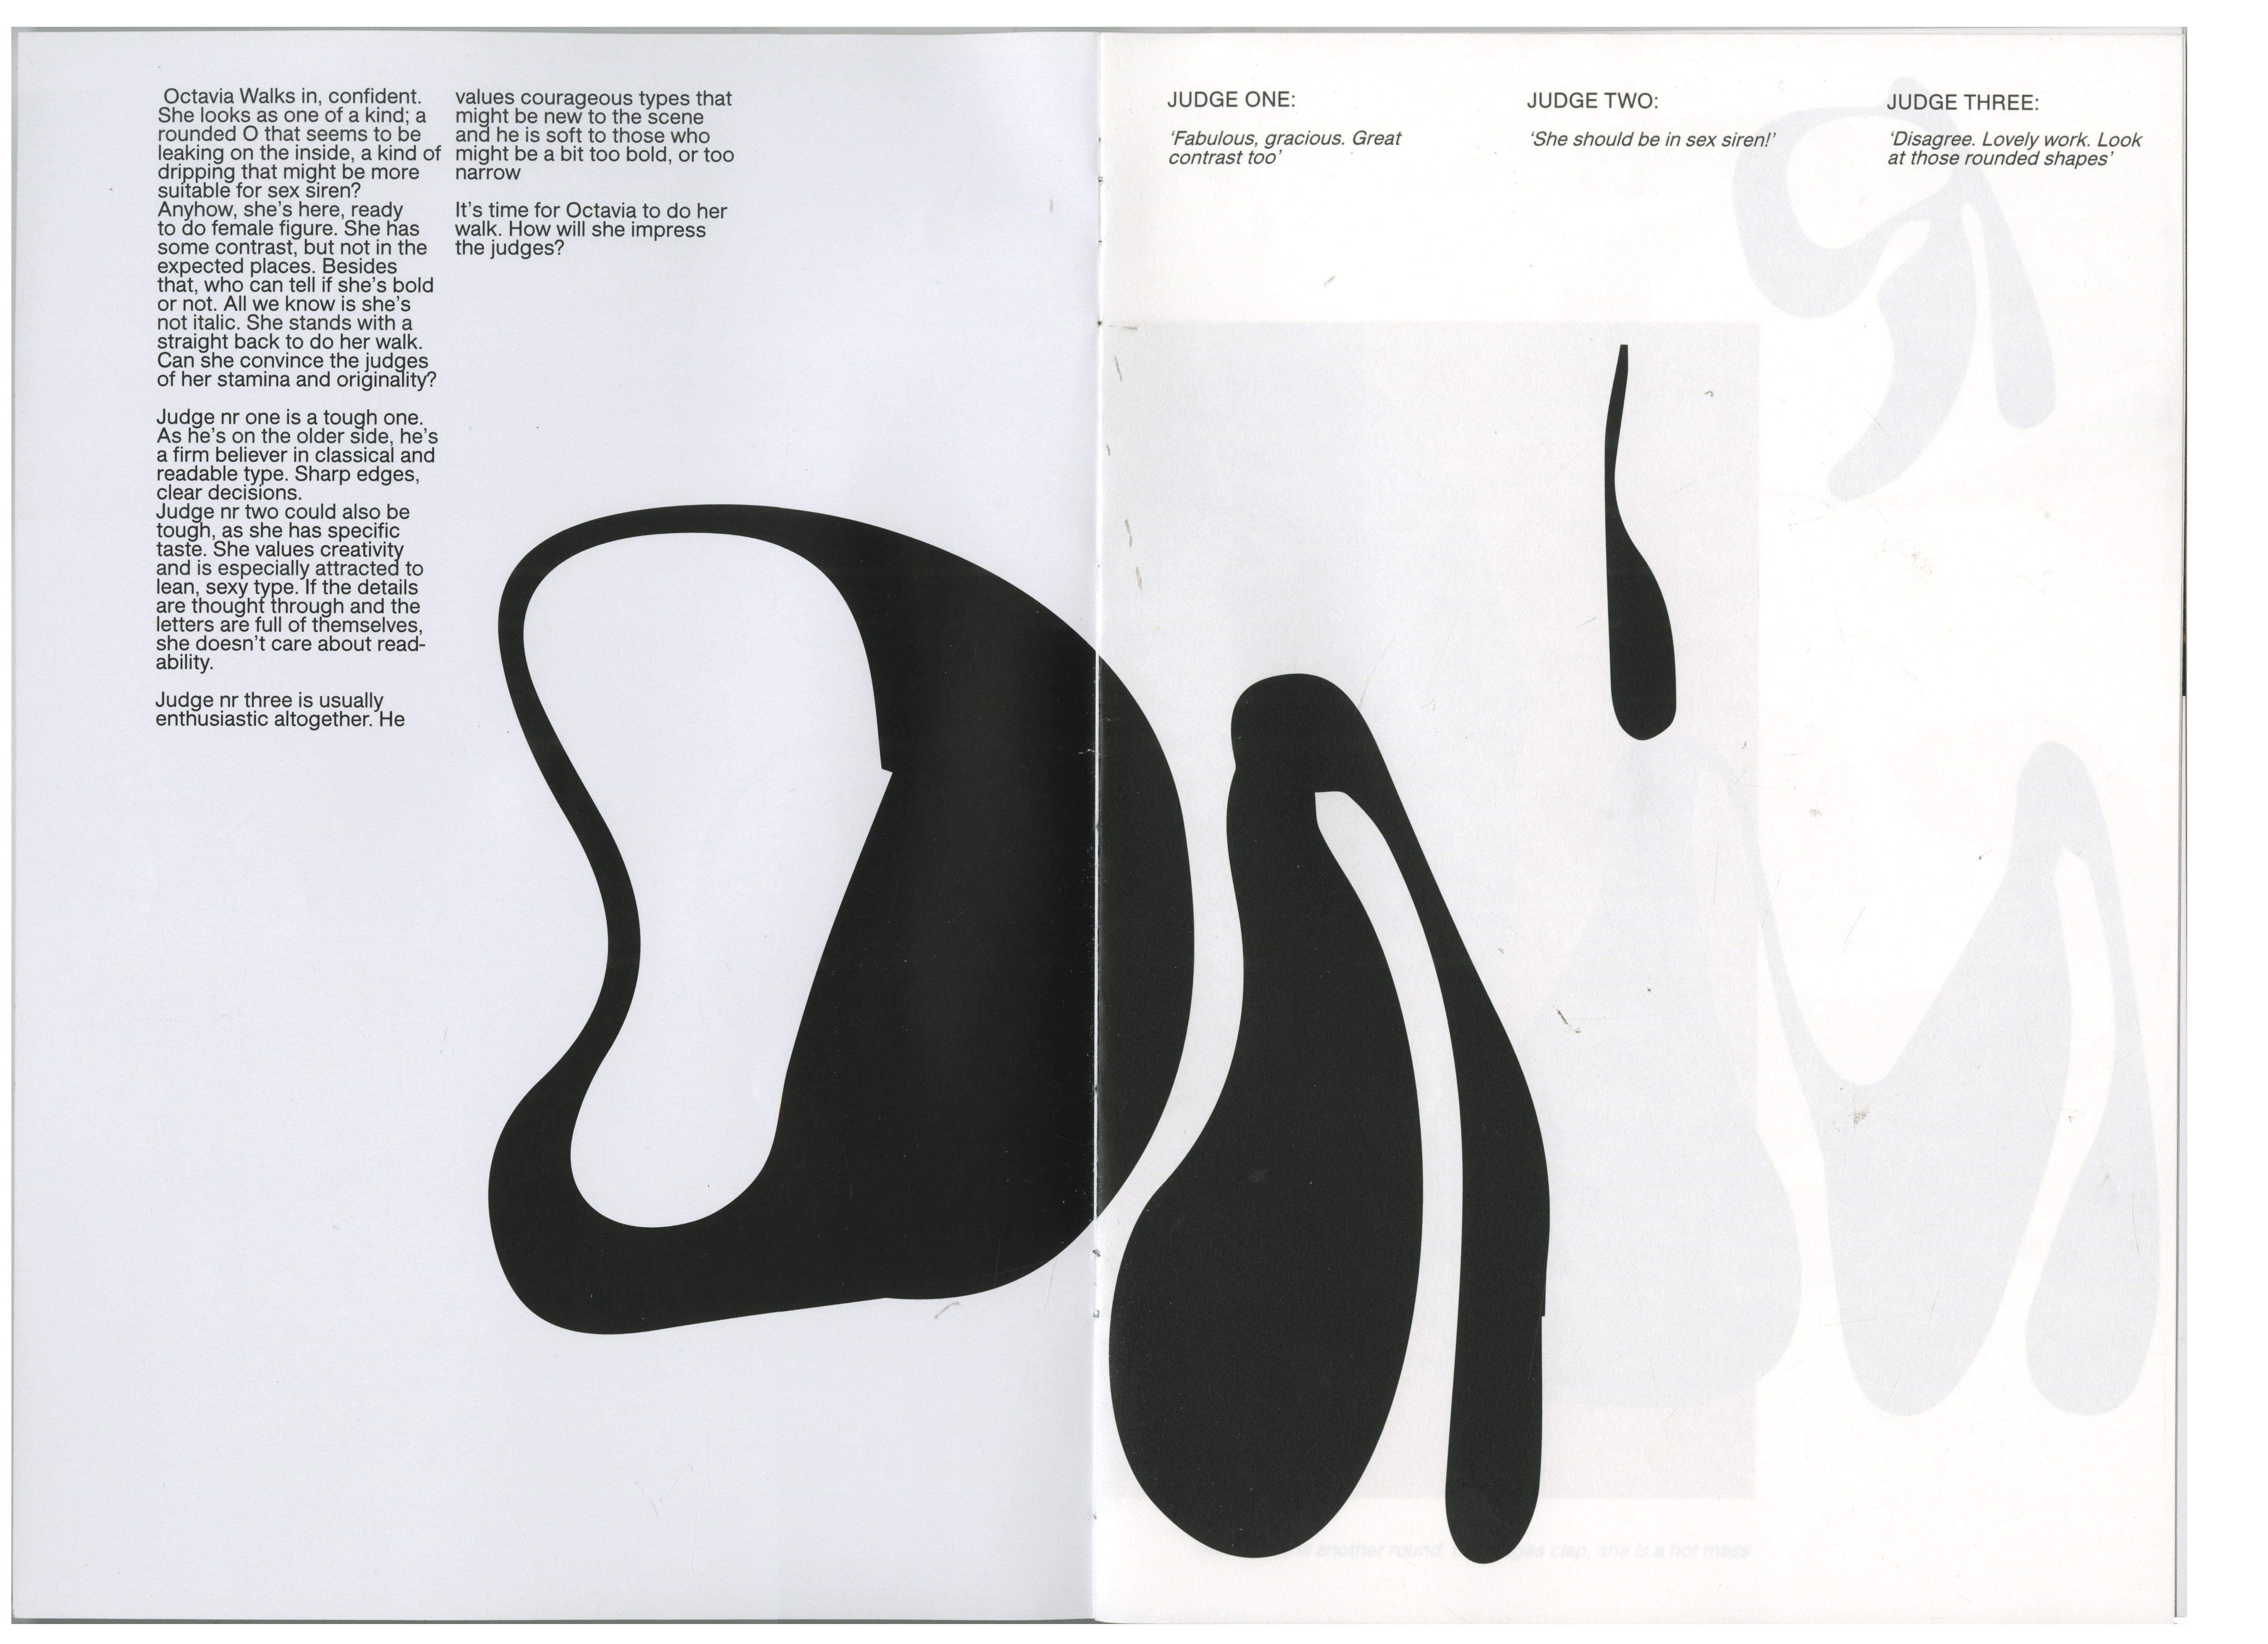 Octavia Walks in, confident.
She looks as one of a kind; a
rounded O that seems to be
leaking on the inside, a kind of
dripping that might be more
suitable for sex siren?
Anyhow, she's here, ready
to do female figure. She has
some contrast, but not in the
expected places. Besides
that, who can tell if she's bold
or not. All we know is she's
not italic. She stands with a
straight back to do her walk.
Can she convince the judges
of her stamina and originality?
Judge nr one is a tough one.
As he's on the older side, he's
a firm believer in classical and
readable type. Sharp edges,
clear decisions.
Judge nr two could also be
tough, as she has specific
taste. She values creativity
and is especially attracted to
lean, sexy type. If the details
are thought through and the
letters are full of themselves,
she doesn't care about read-
ability.
Judge nr three is usually
enthusiastic altogether. He
values courageous types that
might be new to the scene
and he is soft to those who
might be a bit too bold, or too
narrow
It's time for Octavia to do her
walk. How will she impress
the judges?
JUDGE ONE:
‘Fabulous, gracious. Great
contrast too’
JUDGE TWO:
‘She should be in sex siren!’
JUDGE THREE:
‘Disagree. Lovely work. Look
at those rounded shapes’
another round, clap, she is a hot mess